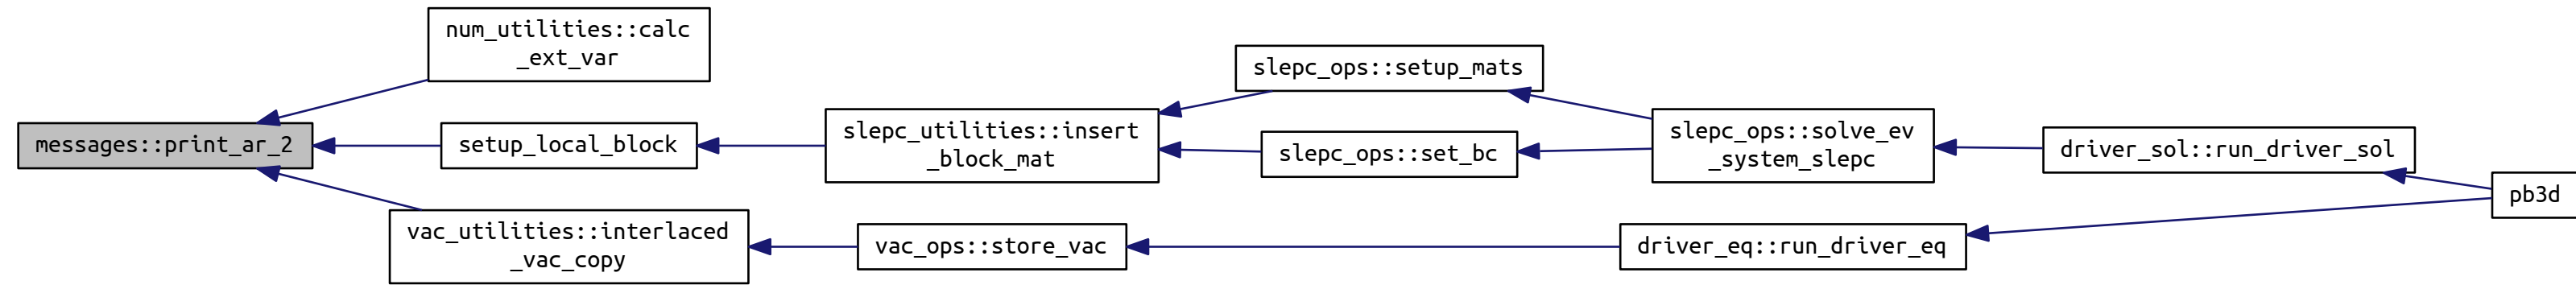 num_utilities::calc
_ext_var
slepc_ops::setup_mats
messages::print_ar_2
setup_local_block
slepc_utilities::insert
_block_mat
slepc_ops::set_bc
slepc_ops::solve_ev
_system_slepc
driver_sol::run_driver_sol
pb3d
vac_utilities::interlaced
_vac_copy
vac_ops::store_vac
driver_eq::run_driver_eq